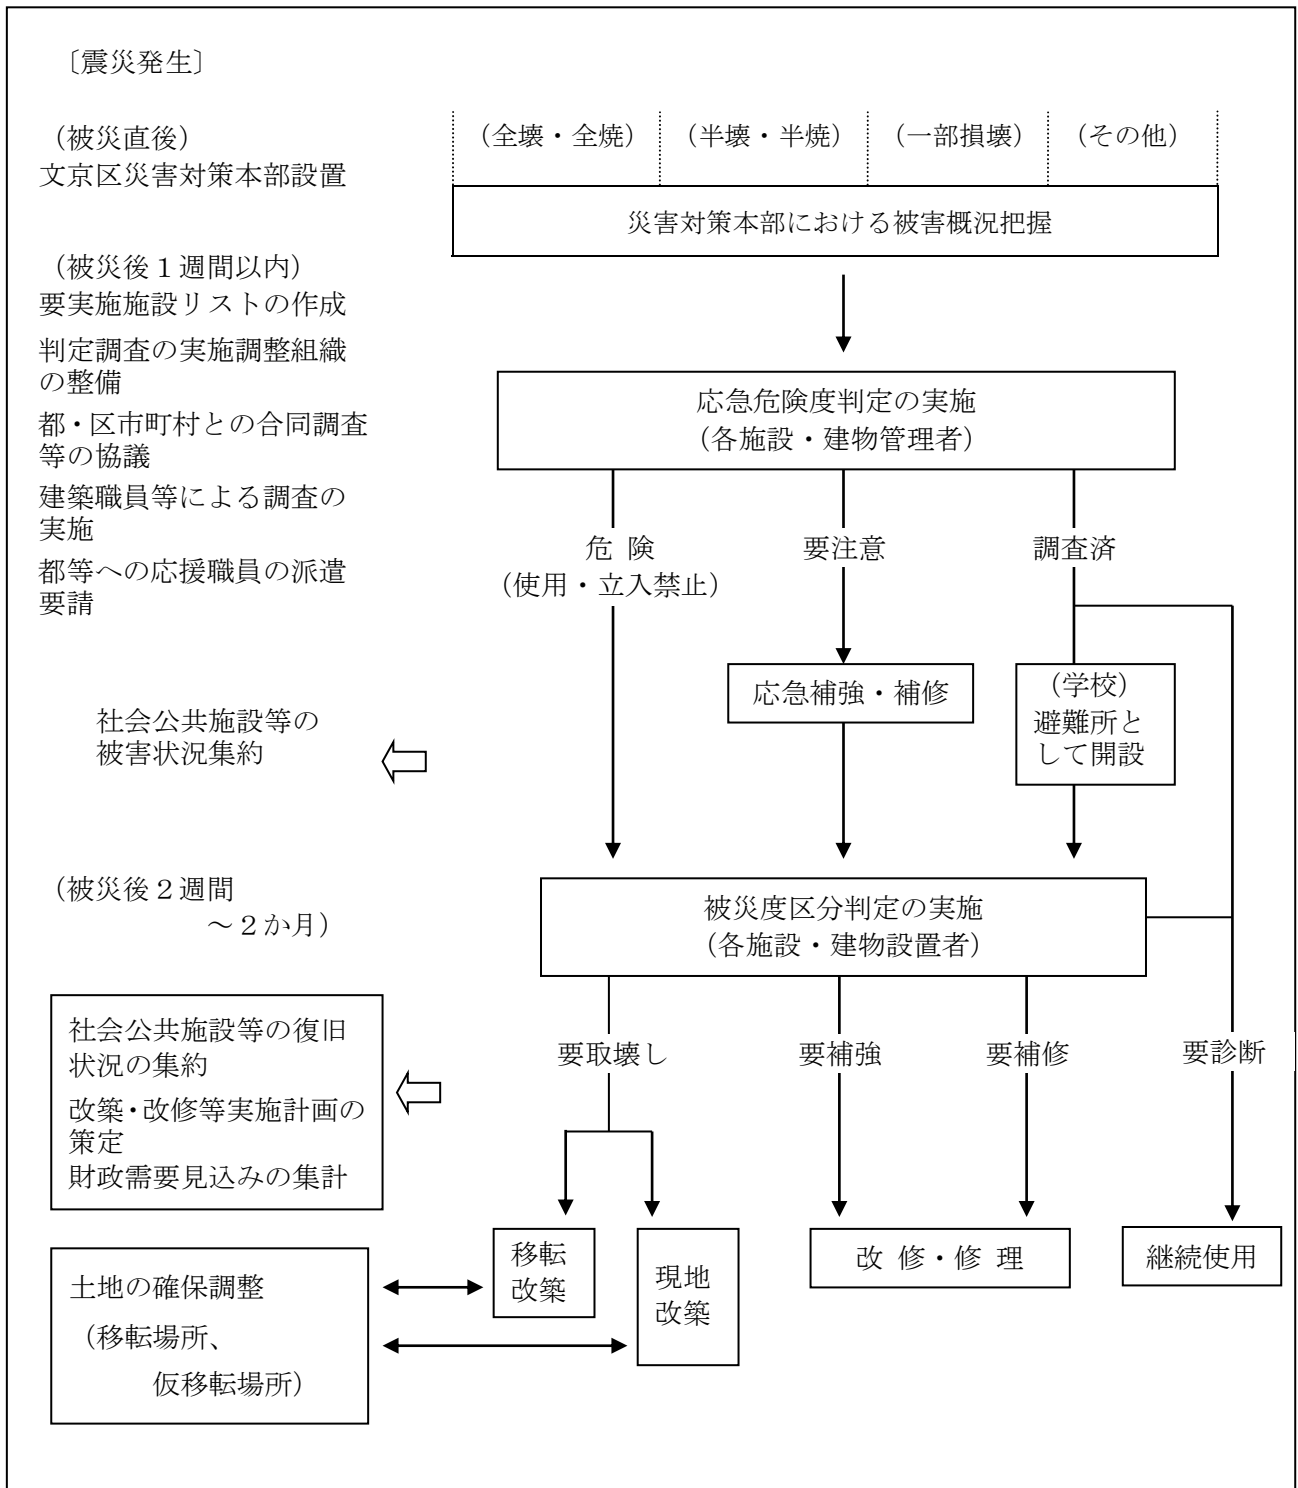 〔震災発生〕
（被災直後）
文京区災害対策本部設置
（全壊・全焼）
（半壊・半焼）
（一部損壊）
（その他）
災害対策本部における被害概況把握
（被災後１週間以内）
要実施施設リストの作成
判定調査の実施調整組織
の整備
都・区市町村との合同調査
等の協議
建築職員等による調査の
実施
都等への応援職員の派遣
要請
応急危険度判定の実施
（各施設・建物管理者）
危 険
（使用・立入禁止）
要注意
調査済
応急補強・補修
（学校）
避難所と
して開設
社会公共施設等の
被害状況集約
（被災後２週間
～２か月）
被災度区分判定の実施
（各施設・建物設置者）
要取壊し
要補強
要補修
要診断
社会公共施設等の復旧
状況の集約
改築・改修等実施計画の
策定
財政需要見込みの集計
移転
改築
現地
改築
改 修・修 理
継続使用
土地の確保調整
（移転場所、
仮移転場所）